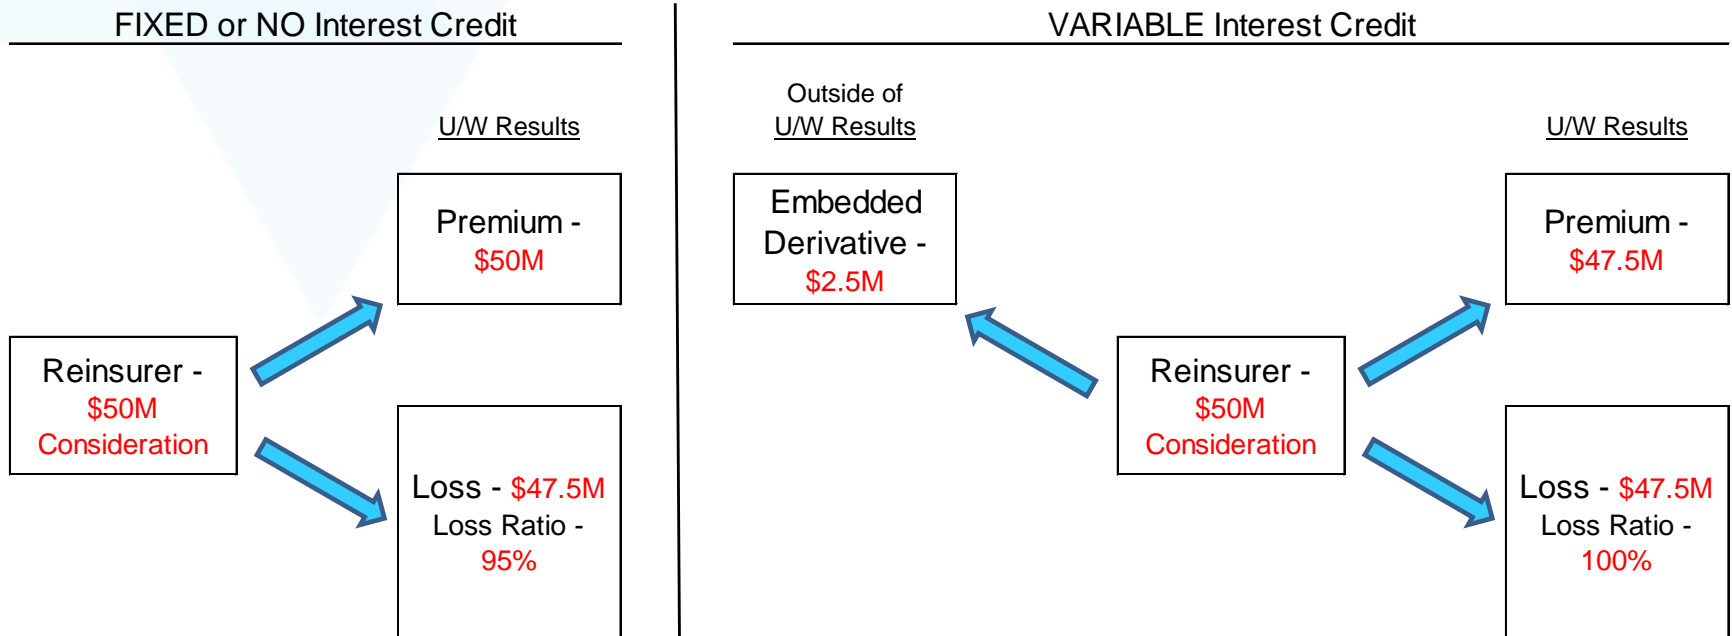 FIXED or NO Interest Credit
U/W Results
Premium -
$50M
Reinsurer -
$50M
Consideration
Loss - $47.5M
Loss Ratio -
95%
VARIABLE Interest Credit
Outside of
U/W Results
U/W Results
Embedded
Derivative -
$2.5M
Premium -
$47.5M
Reinsurer -
$50M
Consideration
Loss - $47.5M
Loss Ratio -
100%